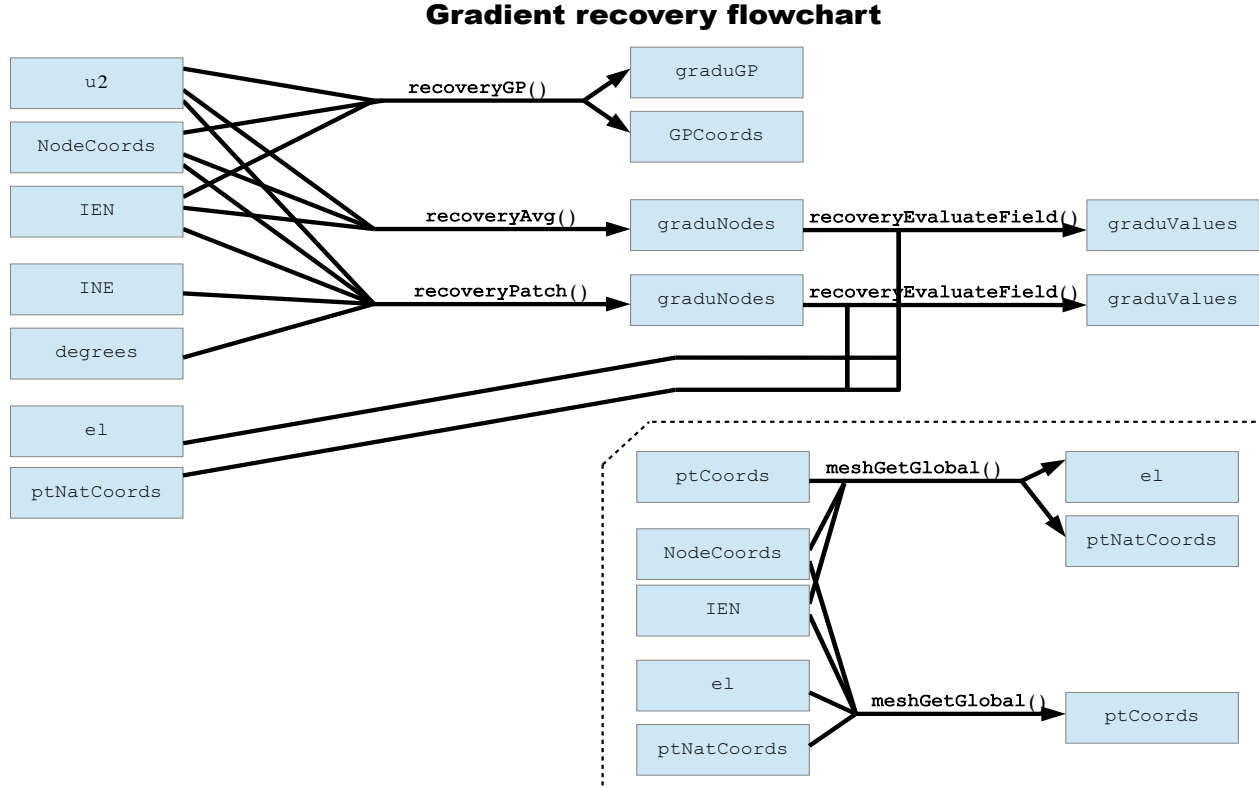 Gradient recovery flowchart
u2
NodeCoords
IEN
INE
degrees
el
ptNatCoords
recoveryGP()
graduGP
GPCoords
recoveryAvg()
graduNodes
recoveryEvaluateField()
graduValues
recoveryPatch()
graduNodes
recoveryEvaluateField()
graduValues
ptCoords
meshGetGlobal()
el
ptNatCoords
NodeCoords
IEN
el
ptNatCoords
meshGetGlobal()
ptCoords